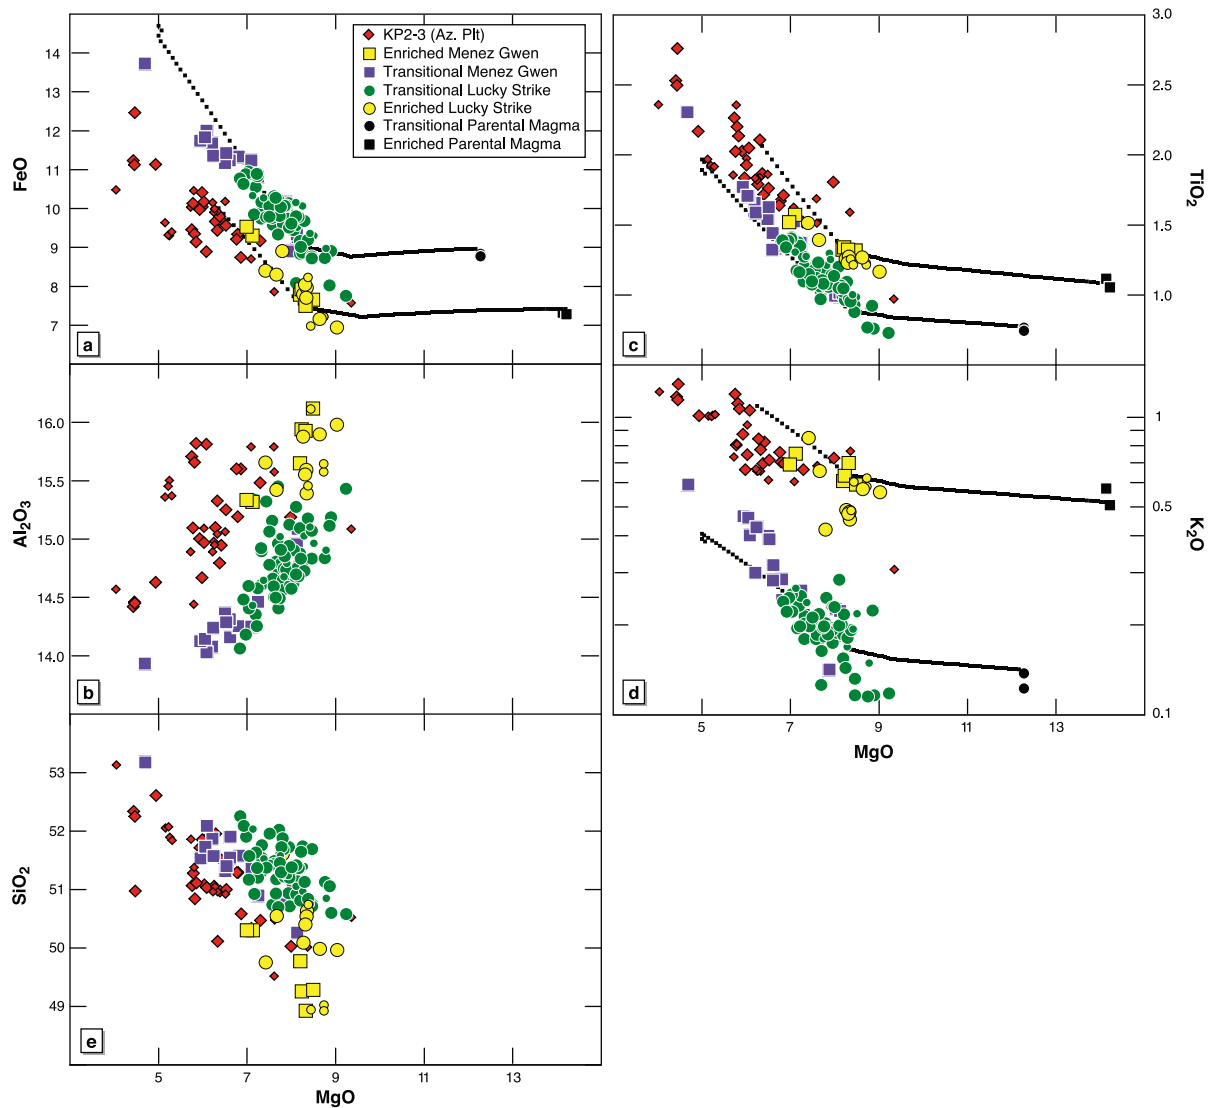 KP2-3 (Az. Plt)
Enriched Menez Gwen
Transitional Menez Gwen
Transitional Lucky Strike
Enriched Lucky Strike
Transitional Parental Magma
Enriched Parental Magma
FeO
14
13
12
11
10
9
8
7
a
3.0
2.5
2.0
1.5
1.0
TiO₂
c
Al₂O₃
16.0
15.5
15.0
14.5
14.0
b
1
0.5
0.1
K₂O
d
5
7
9
11
13
MgO
SiO₂
53
52
51
50
49
e
5
7
9
11
13
MgO